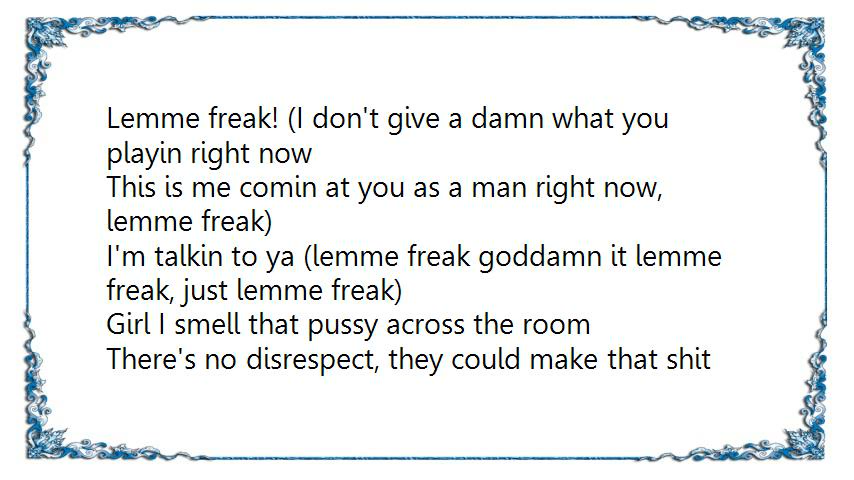 Lemme freak! (I don't give a damn what you
playin right now
This is me comin at you as a man right now,
lemme freak)
I'm talkin to ya (lemme freak goddamn it lemme
freak, just lemme freak)
Girl I smell that pussy across the room
There's no disrespect, they could make that shit